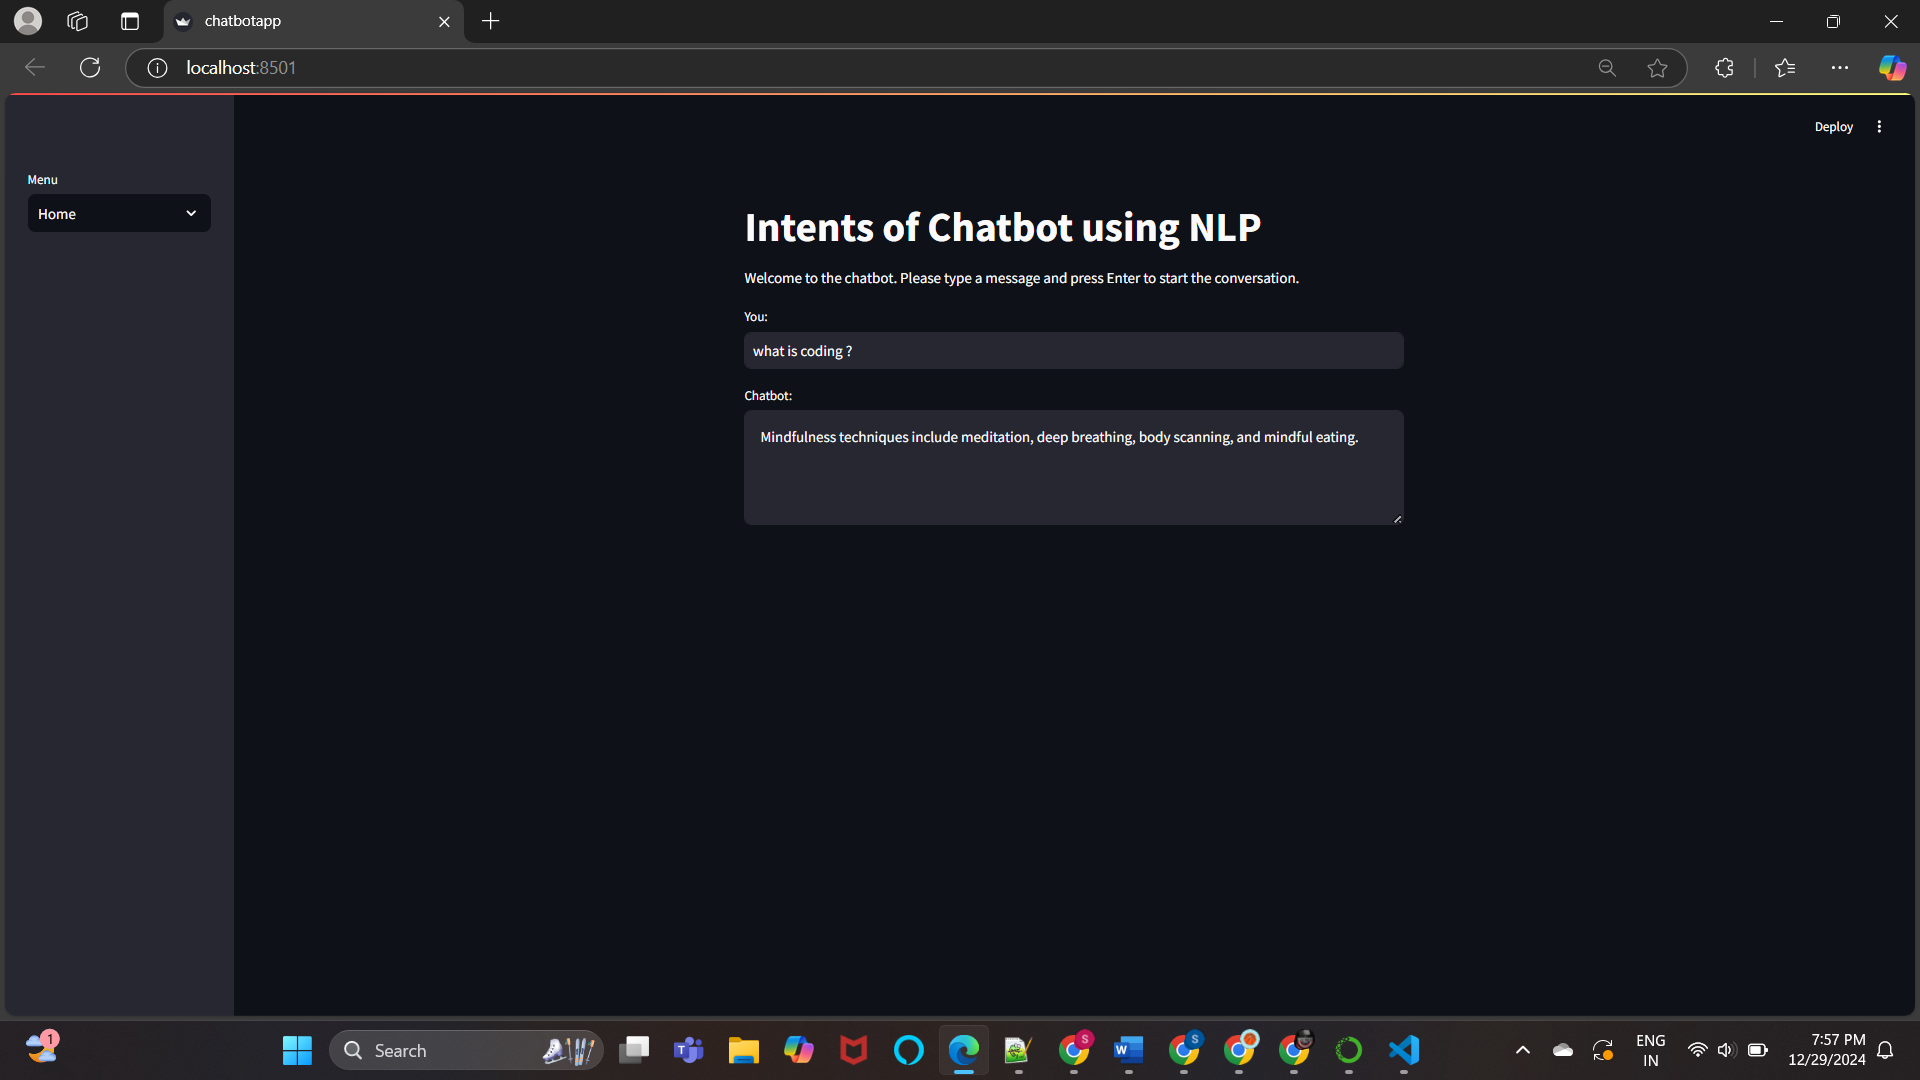 chatbotapp
localhost:8501
Deploy
Menu
Home
Intents of Chatbot using NLP
Welcome to the chatbot. Please type a message and press Enter to start the conversation.
You:
what is coding ?
Chatbot:
Mindfulness techniques include meditation, deep breathing, body scanning, and mindful eating.
1
Search
T
S
W
S
ENG
IN
7:57 PM
12/29/2024